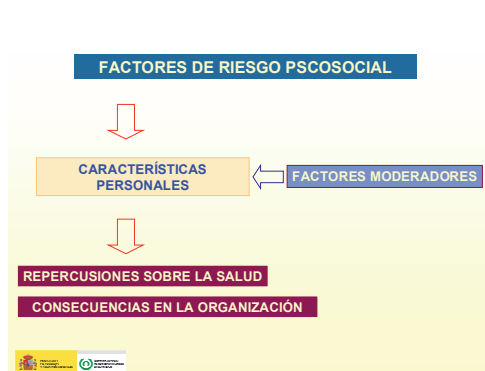 FACTORES DE RIESGO PSCOSOCIAL
CARACTERÍSTICAS
PERSONALES
FACTORES MODERADORES
REPERCUSIONES SOBRE LA SALUD
CONSECUENCIAS EN LA ORGANIZACIÓN